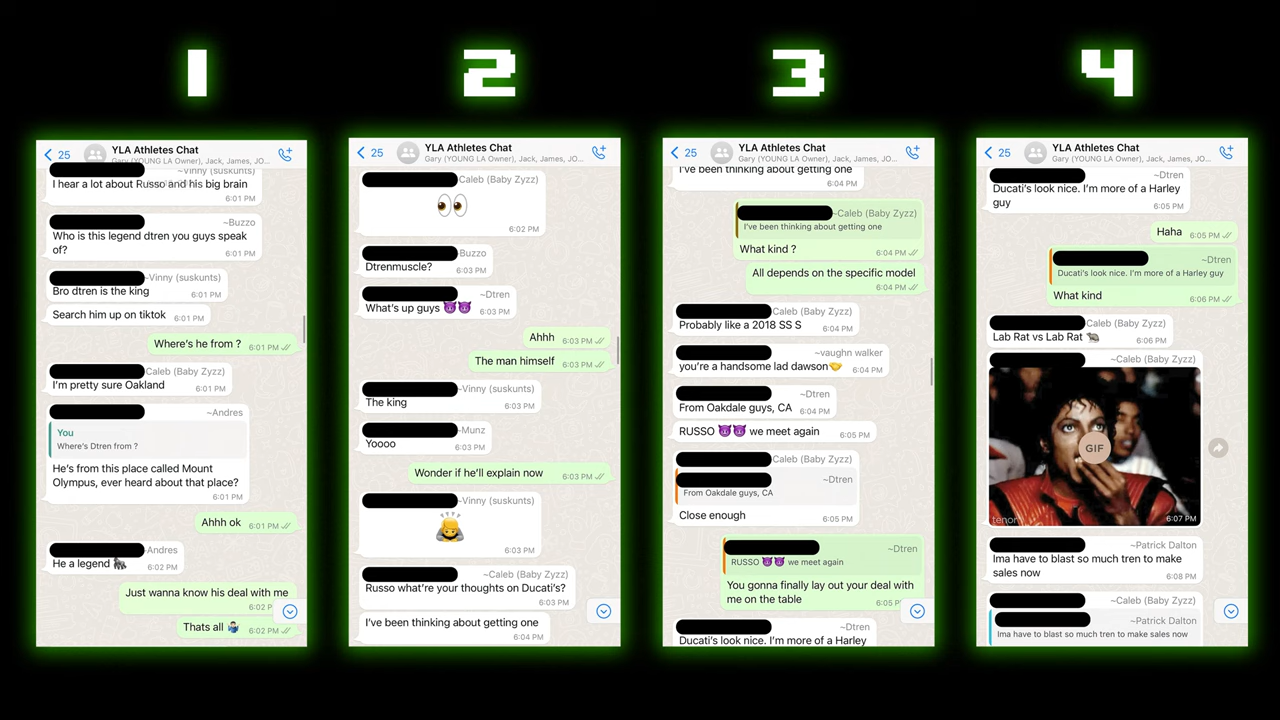 1
2
3
4
25
YLA Athletes Chat
Gary (YOUNG LA Owner), Jack, James, JO...
~Vinny (suskunts)
I hear a lot about Russo and his big brain
6:01 PM
~Buzzo
Who is this legend dtren you guys speak
of?
6:01 PM
~Vinny (suskunts)
Bro dtren is the king
6:01 PM
Search him up on tiktok 6:01 PM
Where's he from ? 6:01 PM
Caleb (Baby Zyzz)
I'm pretty sure Oakland
6:01 PM
~Andres
You
Where's Dtren from ?
He's from this place called Mount
Olympus, ever heard about that place?
6:01 PM
Ahhh ok 6:01 PM
~Andres
He a legend 🦍
6:02 PM
Just wanna know his deal with me
6:02 P
Thats all 🤷🏻‍♂️ 6:02 PM
25
YLA Athletes Chat
Gary (YOUNG LA Owner), Jack, James, JO...
Caleb (Baby Zyzz)
👀
6:02 PM
Buzzo
Dtrenmuscle?
6:03 PM
~Dtren
What's up guys 😈😈
6:03 PM
Ahhh 6:03 PM
The man himself 6:03 PM
~Vinny (suskunts)
The king
6:03 PM
~Munz
Yoooo
6:03 PM
Wonder if he'll explain now 6:03 PM
~Vinny (suskunts)
🙇
6:03 PM
~Caleb (Baby Zyzz)
Russo what're your thoughts on Ducati's?
6:03 PM
I've been thinking about getting one
6:04 PM
25
YLA Athletes Chat
Gary (YOUNG LA Owner), Jack, James, JO...
I've been thinking about getting one
6:04 PM
~Caleb (Baby Zyzz)
I've been thinking about getting one
What kind ?
6:04 PM
All depends on the specific model
6:04 PM
Caleb (Baby Zyzz)
Probably like a 2018 SS S
6:04 PM
~vaughn walker
you're a handsome lad dawson🤝
6:04 PM
~Dtren
From Oakdale guys, CA
6:04 PM
RUSSO 😈😈 we meet again 6:05 PM
Caleb (Baby Zyzz)
~Dtren
From Oakdale guys, CA
Close enough
6:05 PM
~Dtren
RUSSO 😈😈 we meet again
You gonna finally lay out your deal with
me on the table
6:05 P
~Dtren
Ducati's look nice. I'm more of a Harley
25
YLA Athletes Chat
Gary (YOUNG LA Owner), Jack, James, JO...
~Dtren
Ducati's look nice. I'm more of a Harley
guy
6:05 PM
Haha 6:05 PM
~Dtren
Ducati's look nice. I'm more of a Harley guy
What kind
6:06 PM
Caleb (Baby Zyzz)
Lab Rat vs Lab Rat 🐀
6:06 PM
~Caleb (Baby Zyzz)
GIF
tenor
6:07 PM
~Patrick Dalton
Ima have to blast so much tren to make
sales now
6:08 PM
~Caleb (Baby Zyzz)
~Patrick Dalton
Ima have to blast so much tren to make sales now